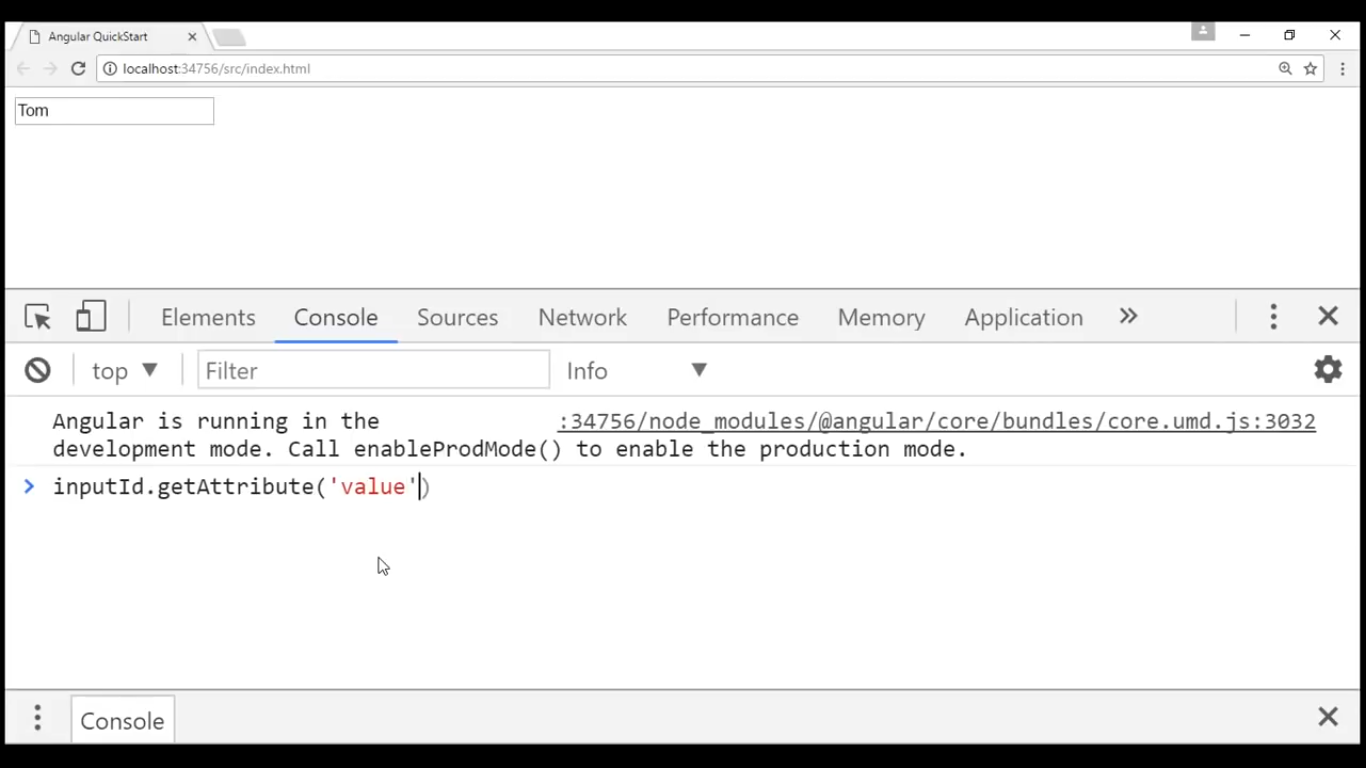 Angular QuickStart
localhost:34756/src/index.html
Tom
Elements Console Sources Network Performance Memory Application
top Filter Info
Angular is running in the :34756/node_modules/@angular/core/bundles/core.umd.js:3032
development mode. Call enableProdMode() to enable the production mode.
> inputId.getAttribute('value')
Console